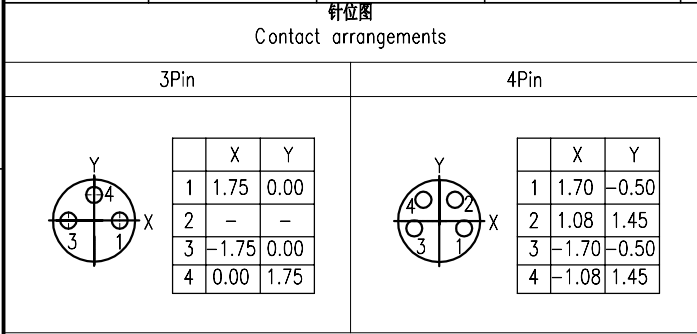 针位图
Contact arrangements
3Pin 4Pin
Y
4
X
3 1
X Y
1 1.75 0.00
2 – –
3 -1.75 0.00
4 0.00 1.75
Y
4 2
X
3 1
X Y
1 1.70 -0.50
2 1.08 1.45
3 -1.70 -0.50
4 -1.08 1.45